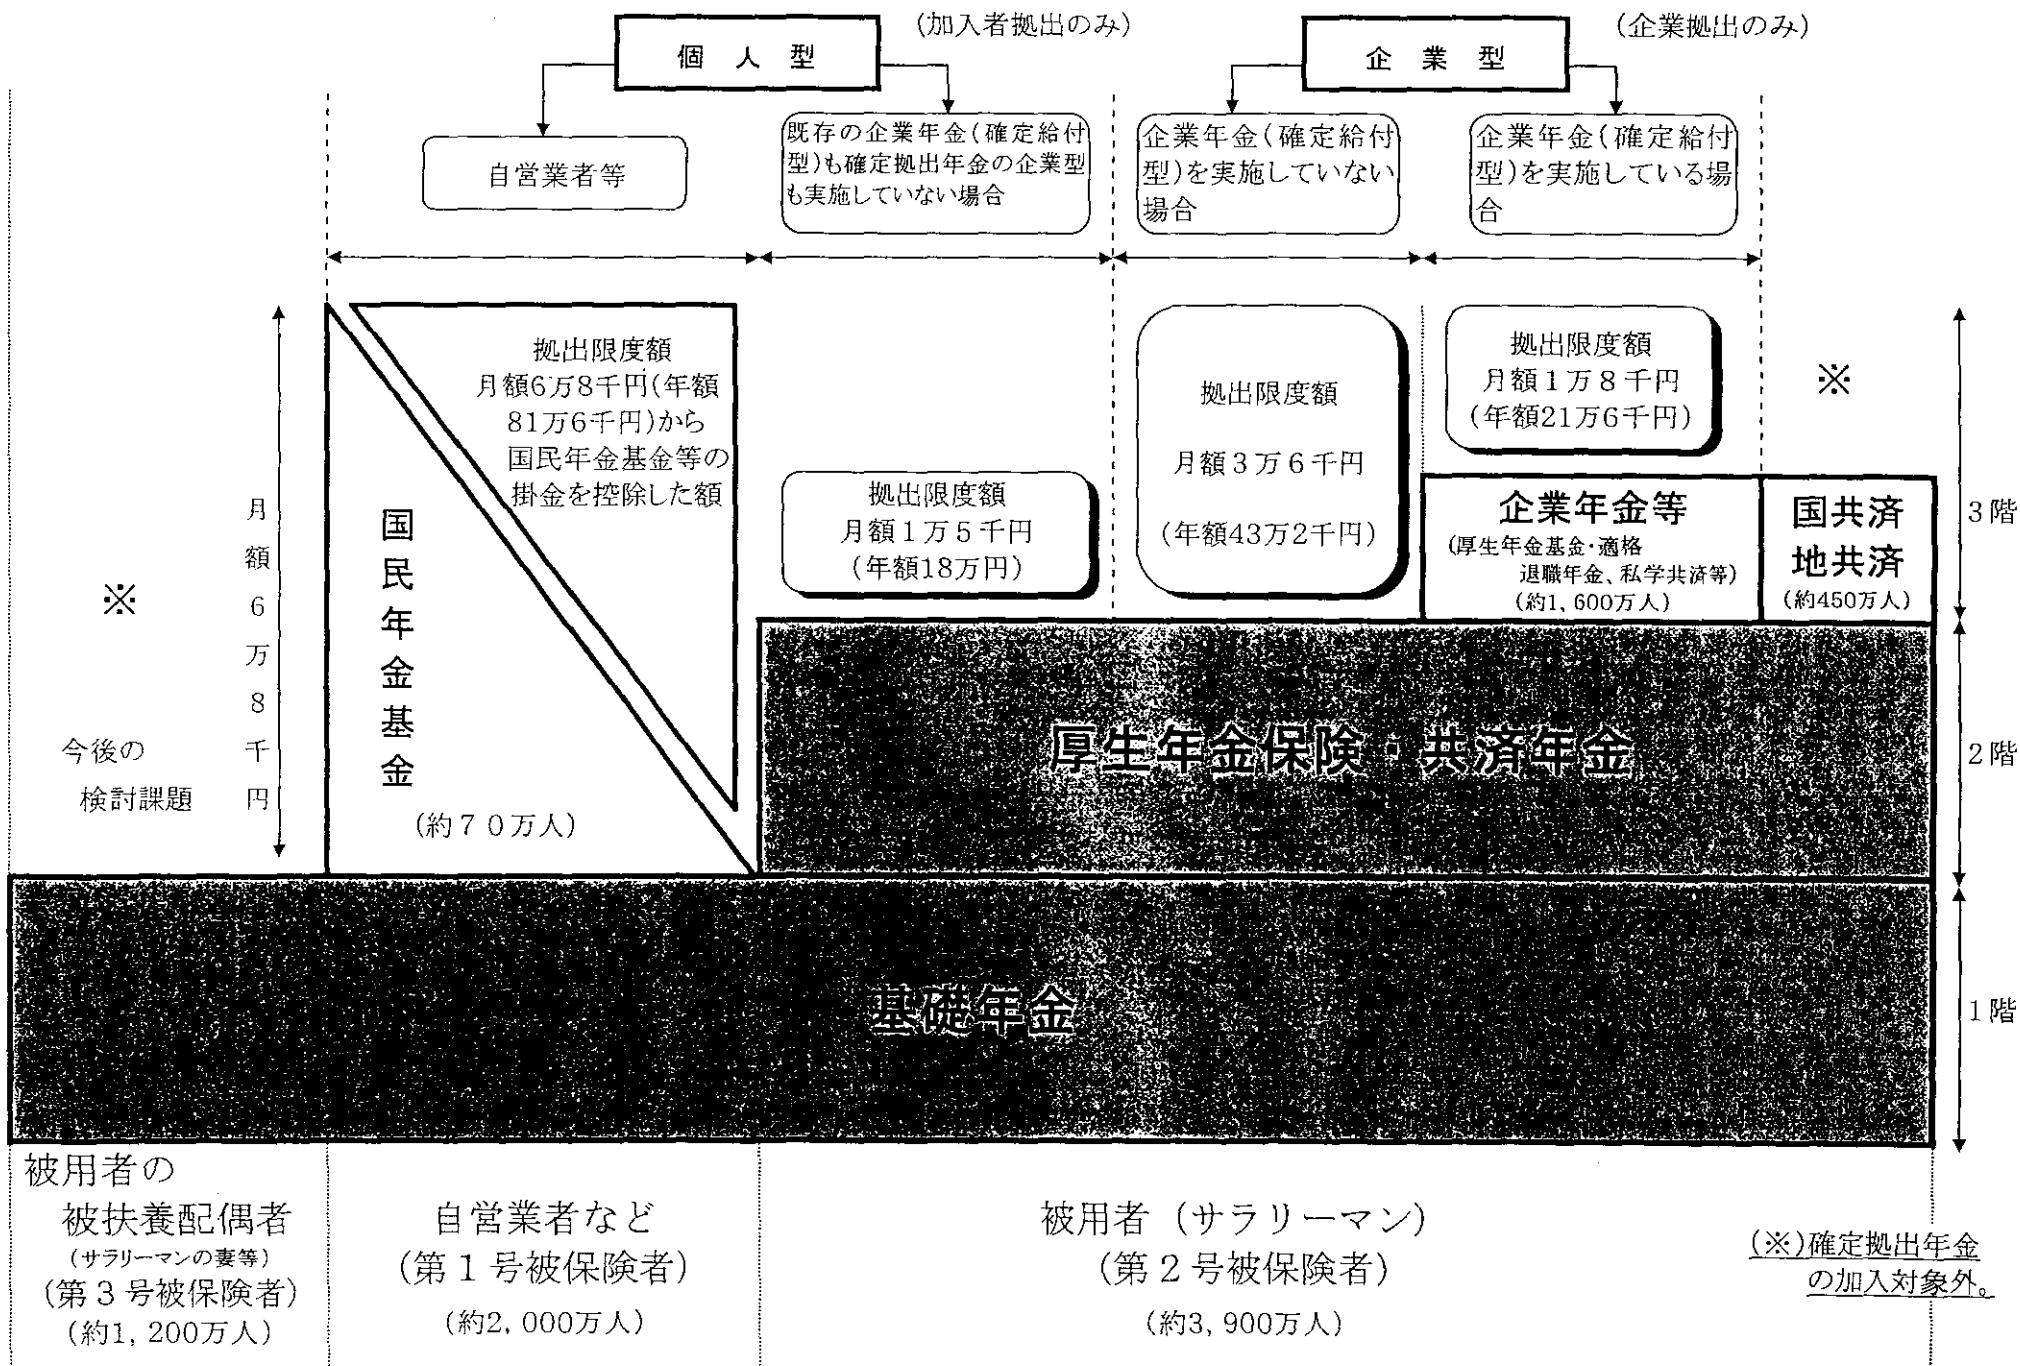 個 人 型
(加入者拠出のみ)
企 業 型
(企業拠出のみ)
自営業者等
既存の企業年金(確定給付
型)も確定拠出年金の企業型
も実施していない場合
企業年金(確定給付
型)を実施していない
場合
企業年金(確定給付
型)を実施している場
合
※
今後の
検討課題
月額6万8千円
国民年金基金
(約70万人)
拠出限度額
月額6万8千円(年額
81万6千円)から
国民年金基金等の
掛金を控除した額
拠出限度額
月額1万5千円
(年額18万円)
拠出限度額
月額3万6千円
(年額43万2千円)
拠出限度額
月額1万8千円
(年額21万6千円)
※
企業年金等
(厚生年金基金・適格
退職年金、私学共済等)
(約1,600万人)
国共済
地共済
(約450万人)
3階
厚生年金保険・共済年金
2階
基礎年金
1階
被用者の
被扶養配偶者
(サラリーマンの妻等)
(第3号被保険者)
(約1,200万人)
自営業者など
(第1号被保険者)
(約2,000万人)
被用者(サラリーマン)
(第2号被保険者)
(約3,900万人)
(※)確定拠出年金
の加入対象外。